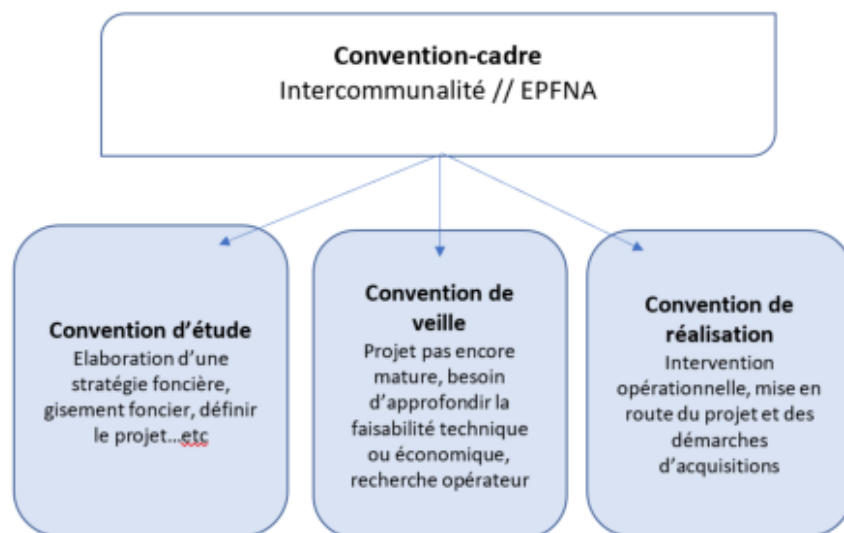 Convention-cadre
Intercommunalité // EPFNA
Convention d'étude
Elaboration d'une
stratégie foncière,
gisement foncier, définir
le projet...etc
Convention de
veille
Projet pas encore
mature, besoin
d'approfondir la
faisabilité technique
ou économique,
recherche opérateur
Convention de
réalisation
Intervention
opérationnelle, mise en
route du projet et des
démarches
d'acquisitions